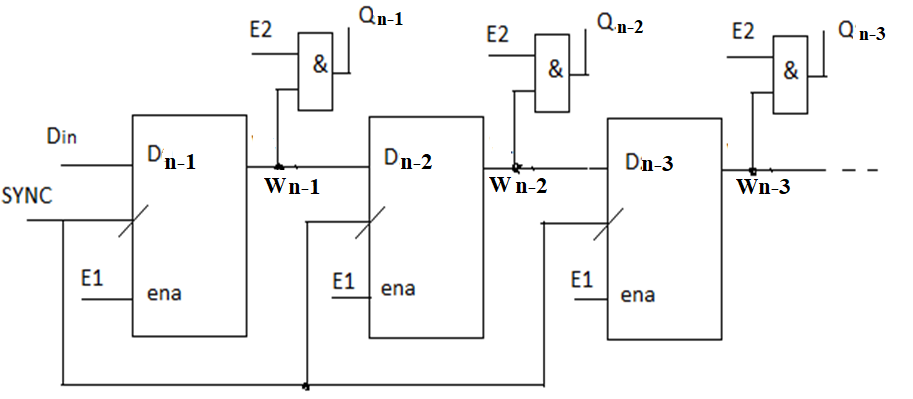 E2
Qn-1
&
E2
Qn-2
&
E2
Qn-3
&
Din
Dn-1
Dn-2
Dn-3
Wn-1
Wn-2
Wn-3
SYNC
E1
ena
E1
ena
E1
ena